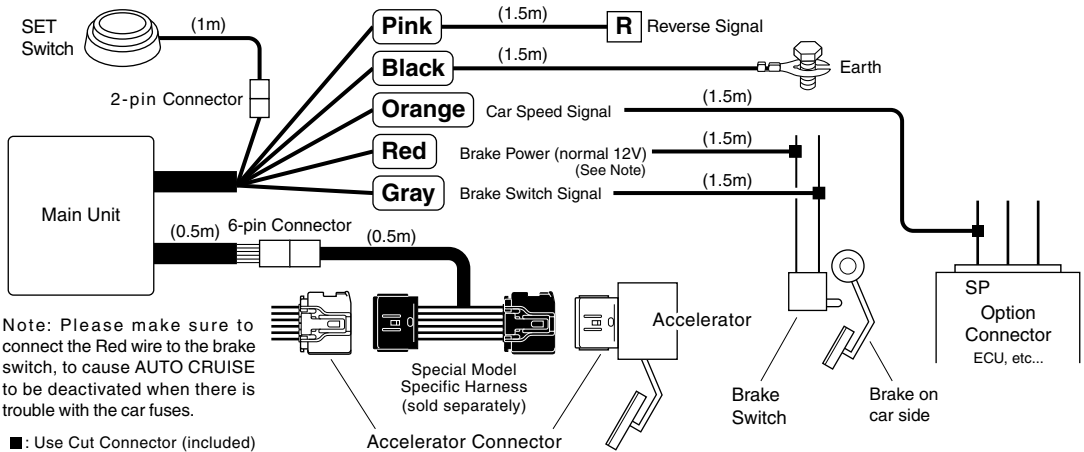 SET
Switch
(1m)
2-pin Connector
Pink
(1.5m)
R
Reverse Signal
Black
(1.5m)
Earth
Orange
Car Speed Signal
(1.5m)
Red
Brake Power (normal 12V)
(See Note)
(1.5m)
Gray
Brake Switch Signal
(1.5m)
Main Unit
(0.5m)
6-pin Connector
(0.5m)
Accelerator
SP
Option
Connector
ECU, etc...
Note: Please make sure to
connect the Red wire to the brake
switch, to cause AUTO CRUISE
to be deactivated when there is
trouble with the car fuses.
■: Use Cut Connector (included)
Special Model
Specific Harness
(sold separately)
Accelerator Connector
Brake
Switch
Brake on
car side